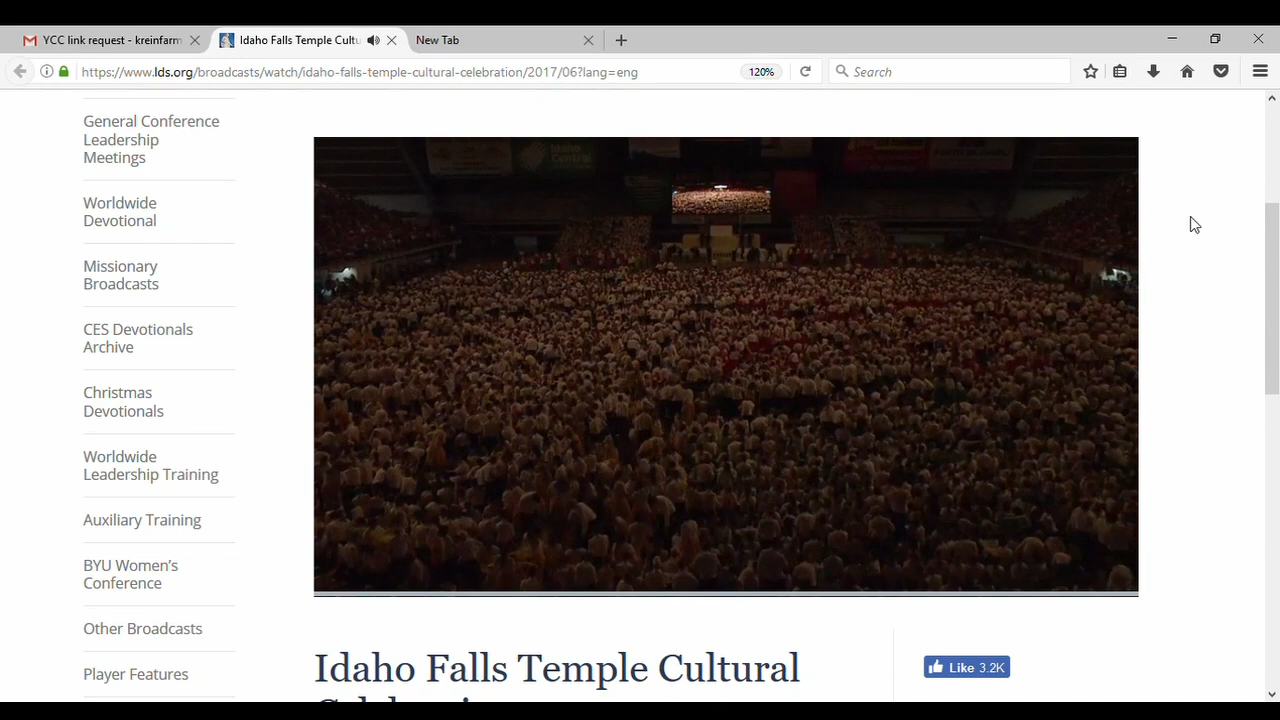 YCC link request - kreinfarm
Idaho Falls Temple Cultu
New Tab
https://www.lds.org/broadcasts/watch/idaho-falls-temple-cultural-celebration/2017/06?lang=eng
120%
Search
General Conference
Leadership
Meetings
Worldwide
Devotional
Missionary
Broadcasts
CES Devotionals
Archive
Christmas
Devotionals
Worldwide
Leadership Training
Auxiliary Training
BYU Women's
Conference
Other Broadcasts
Player Features
Idaho
Central
Idaho Falls Temple Cultural
Like 3.2K